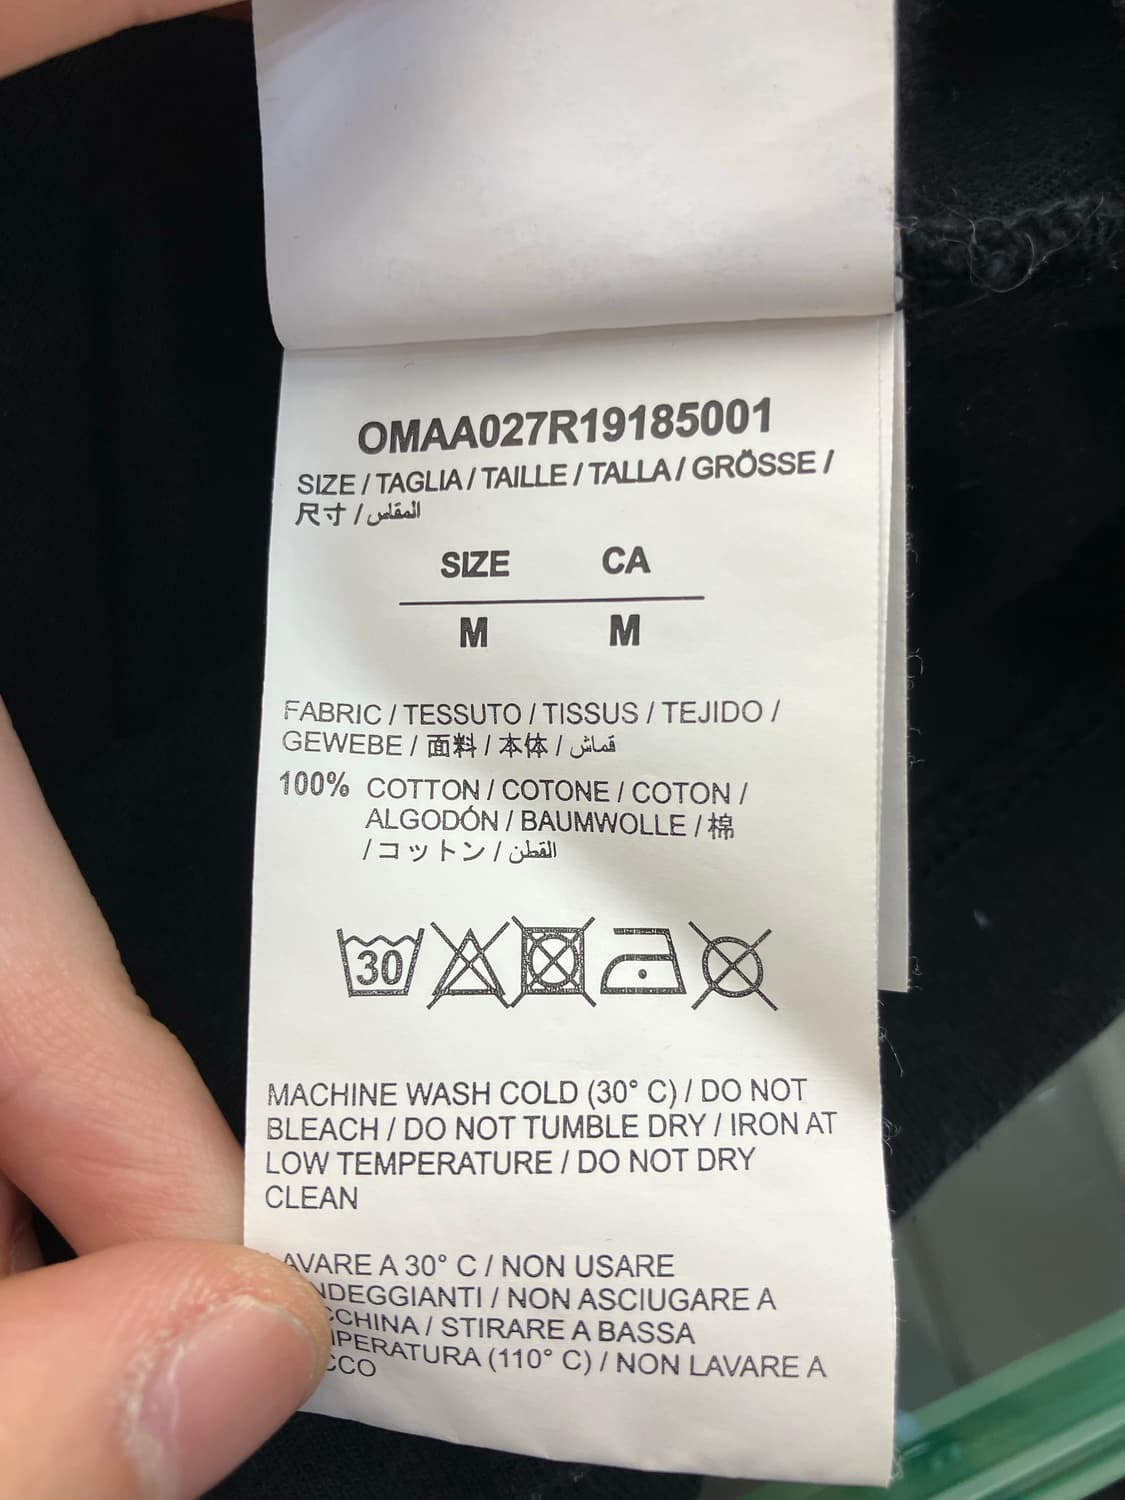 OMAA027R19185001
SIZE / TAGLIA / TAILLE / TALLA / GRÖSSE /
尺寸 / المقاس
SIZE CA
M M
FABRIC / TESSUTO / TISSUS / TEJIDO /
GEWEBE / 面料 / 本体 / قماش
100% COTTON / COTONE / COTON /
ALGODÓN / BAUMWOLLE / 棉
/ コットン / القطن
30
MACHINE WASH COLD (30° C) / DO NOT
BLEACH / DO NOT TUMBLE DRY / IRON AT
LOW TEMPERATURE / DO NOT DRY
CLEAN
AVARE A 30° C / NON USARE
NDEGGIANTI / NON ASCIUGARE A
CCHINA / STIRARE A BASSA
PERATURA (110° C) / NON LAVARE A
CCO